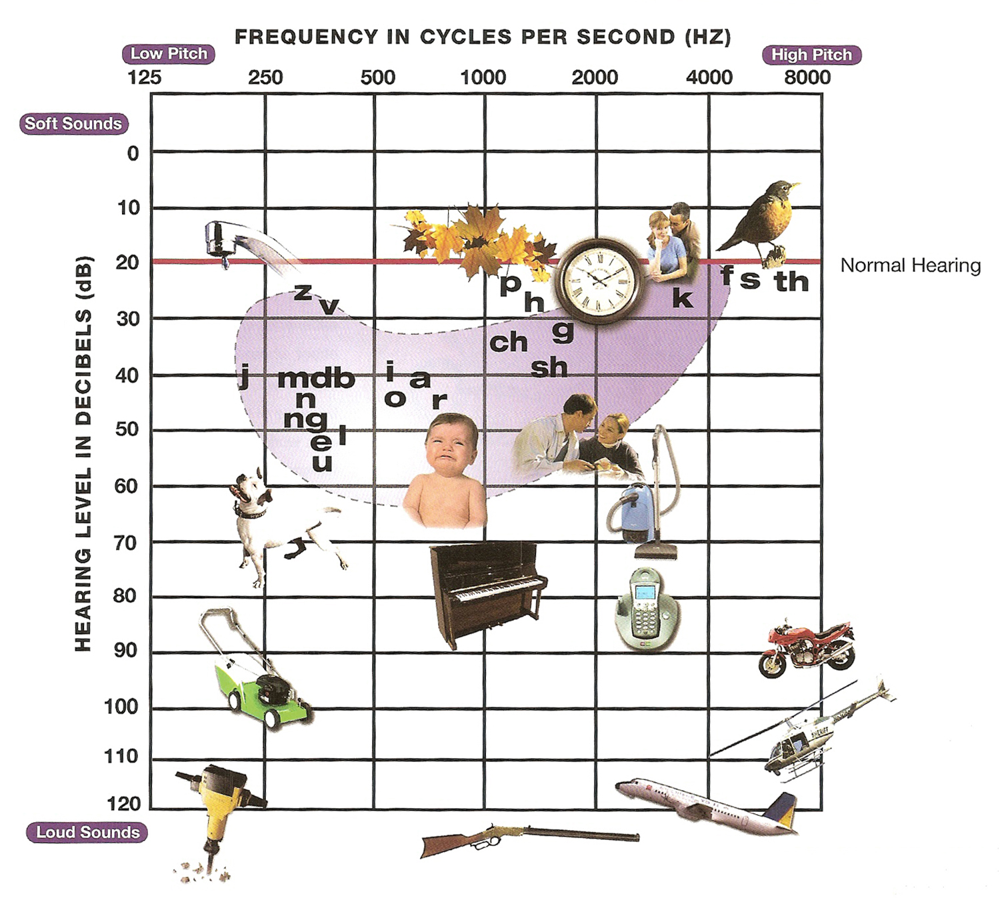 FREQUENCY IN CYCLES PER SECOND (HZ)
Low Pitch
High Pitch
125 250 500 1000 2000 4000 8000
Soft Sounds
0
10
20
Normal Hearing
f s th
p
z
h
k
v
30
g
ch
sh
40
j
mdb
i a
n
o r
ng
50
e l
u
60
70
80
90
100
110
120
HEARING LEVEL IN DECIBELS (dB)
SHERIFF
Loud Sounds